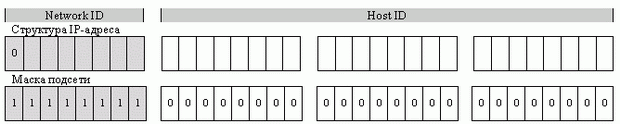 Network ID Host ID
Структура IP-адреса
0
Маска подсети
1 1 1 1 1 1 1 1 0 0 0 0 0 0 0 0 0 0 0 0 0 0 0 0 0 0 0 0 0 0 0 0